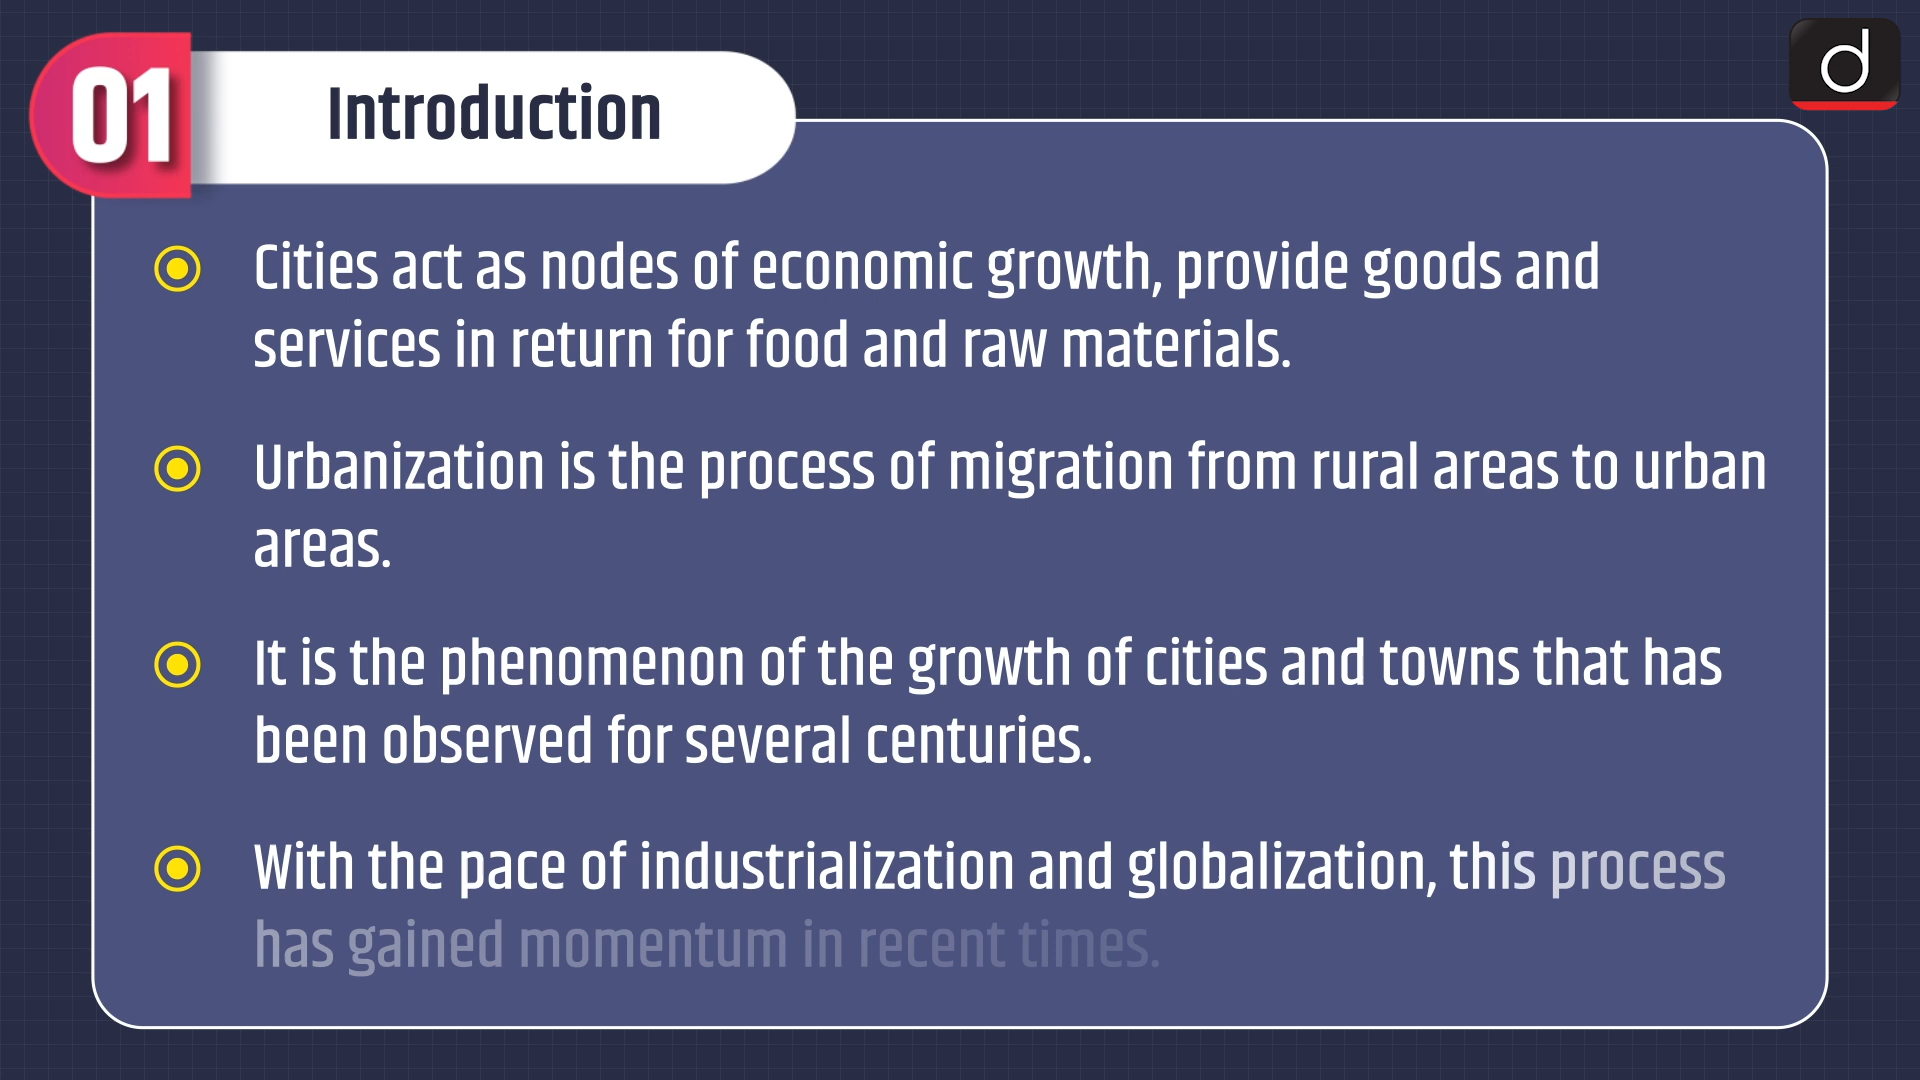 01 Introduction
d
Cities act as nodes of economic growth, provide goods and
services in return for food and raw materials.
Urbanization is the process of migration from rural areas to urban
areas.
It is the phenomenon of the growth of cities and towns that has
been observed for several centuries.
With the pace of industrialization and globalization, this process
has gained momentum in recent times.